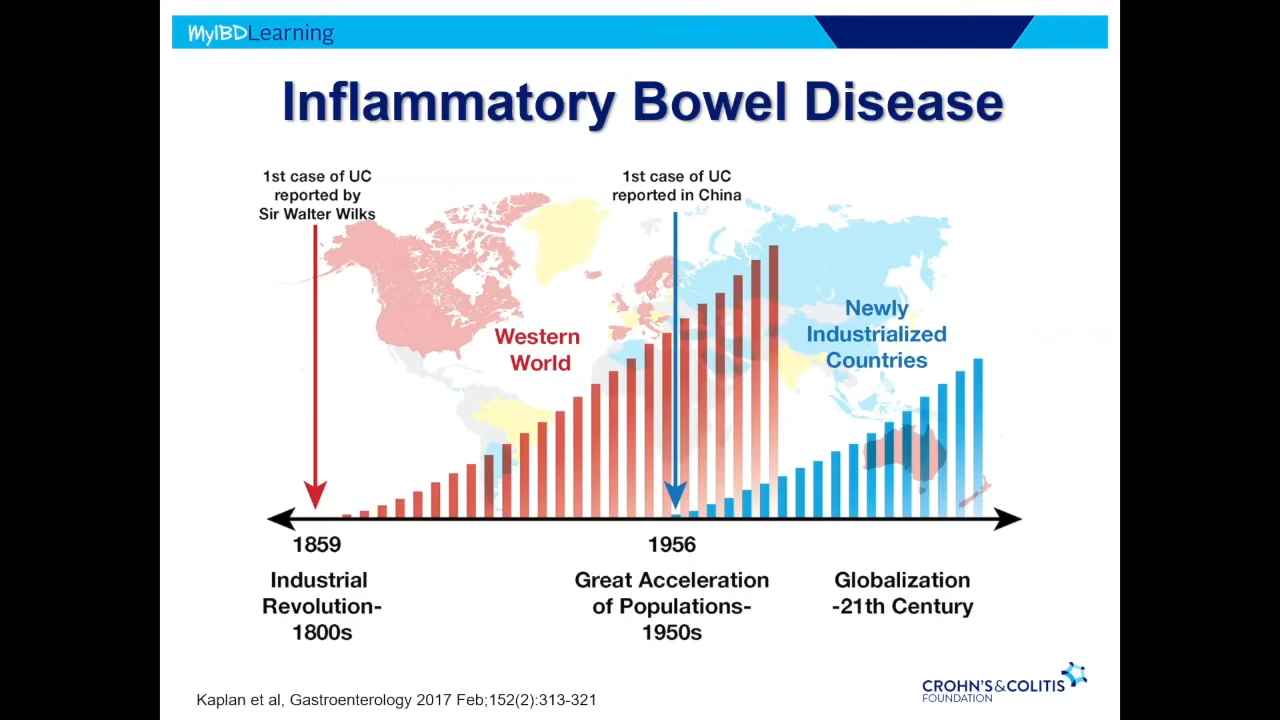 MyIBDLearning
Inflammatory Bowel Disease
1st case of UC
reported by
Sir Walter Wilks
1st case of UC
reported in China
Western
World
Newly
Industrialized
Countries
1859
1956
Industrial
Revolution-
1800s
Great Acceleration
of Populations-
1950s
Globalization
-21th Century
Kaplan et al, Gastroenterology 2017 Feb;152(2):313-321
CROHN'S&COLITIS
FOUNDATION